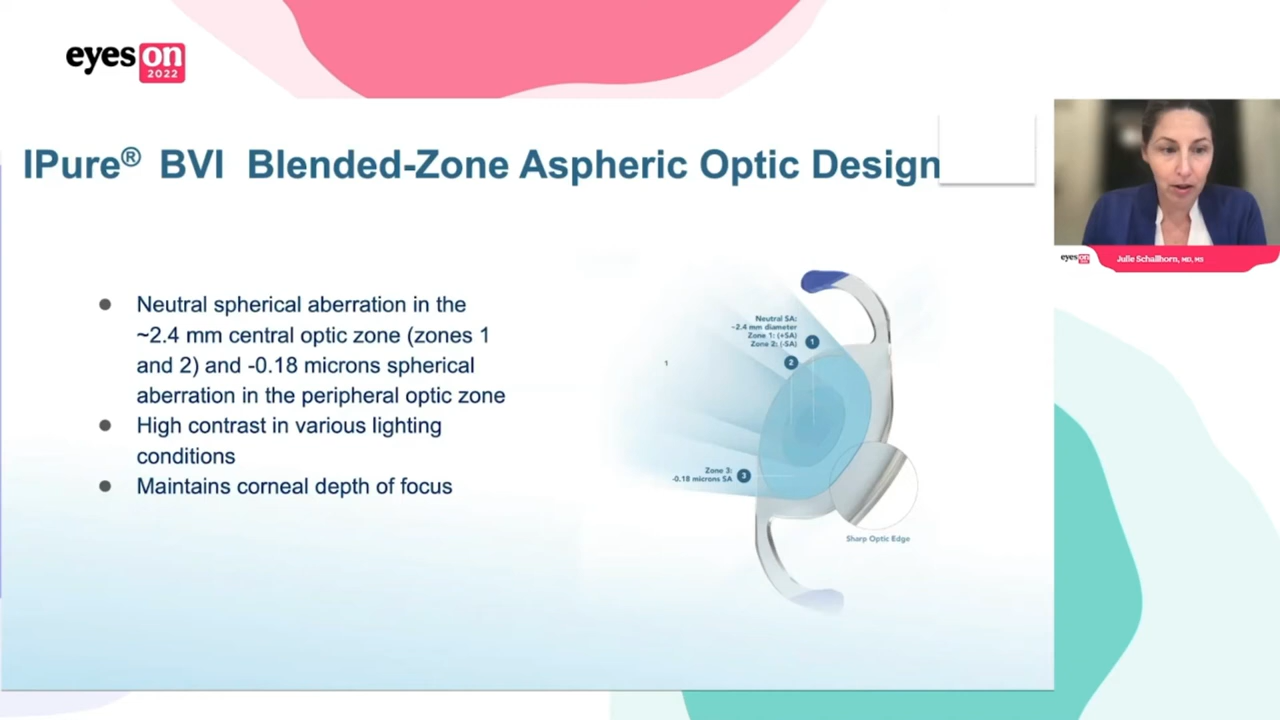 eyes on
2022
IPure® BVI Blended-Zone Aspheric Optic Design
Neutral spherical aberration in the
~2.4 mm central optic zone (zones 1
and 2) and -0.18 microns spherical
aberration in the peripheral optic zone
High contrast in various lighting
conditions
Maintains corneal depth of focus
Neutral SA:
~2.4 mm diameter
Zone 1: (+SA)
Zone 2: (-SA)
1
2
1
Zone 3:
-0.18 microns SA
3
Sharp Optic Edge
eyes on
Julie Schallhorn, MD, MS